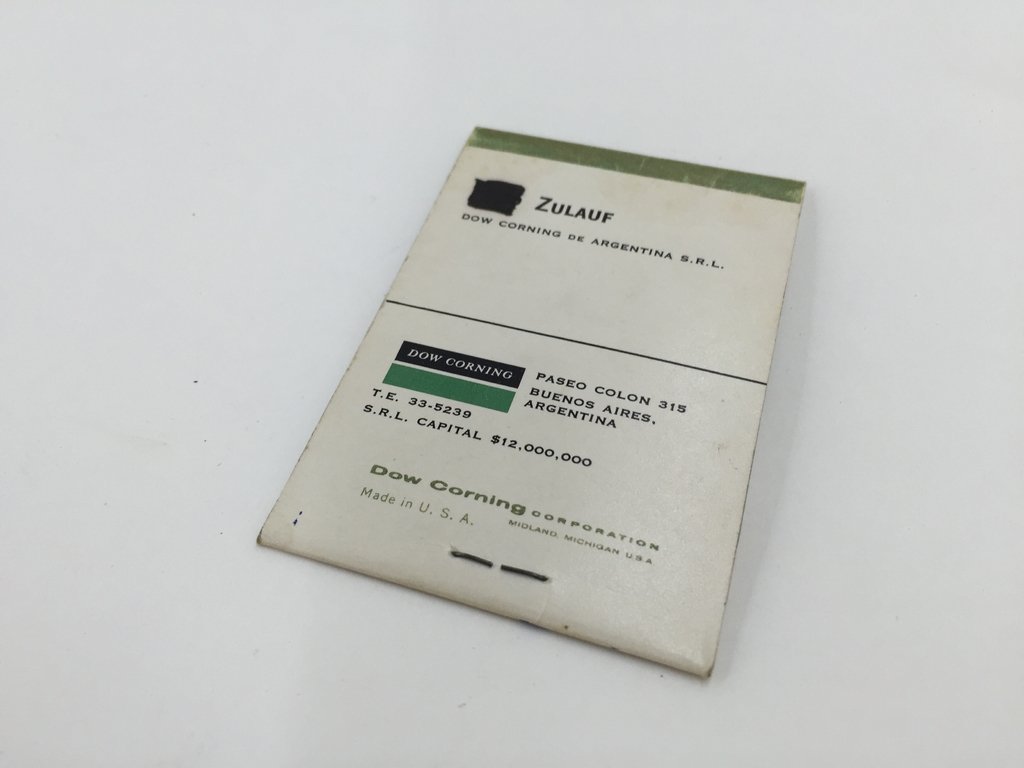 ZULAUF
DOW CORNING DE ARGENTINA S.R.L.
DOW CORNING
PASEO COLON 315
BUENOS AIRES,
ARGENTINA
T.E. 33-5239
S.R.L. CAPITAL $12,000,000
Dow Corning CORPORATION
Made in U. S. A.
MIDLAND, MICHIGAN U.S.A.